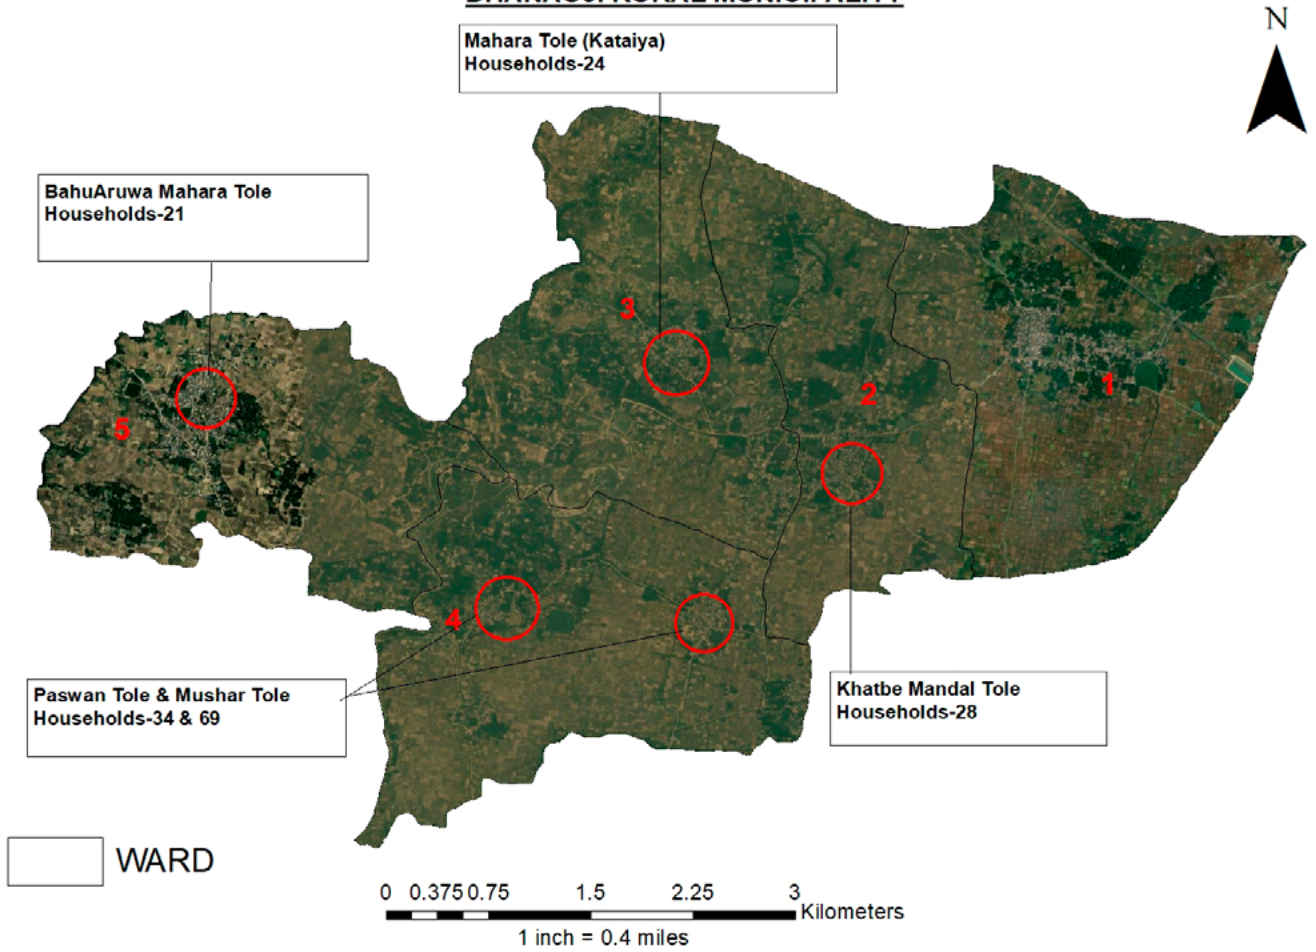 RURAL MUNICIPALITY
N
Mahara Tole (Kataiya)
Households-24
BahuAruwa Mahara Tole
Households-21
3
2
1
5
4
Paswan Tole & Mushar Tole
Households-34 & 69
Khatbe Mandal Tole
Households-28
WARD
0 0.375 0.75 1.5 2.25 3
Kilometers
1 inch = 0.4 miles